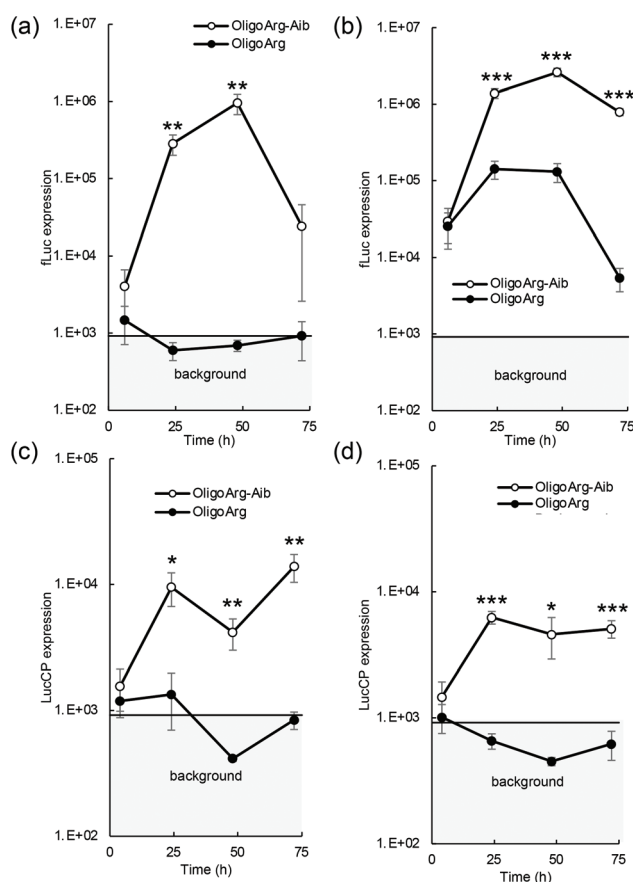 (a)
OligoArg-Aib
OligoArg
fLuc expression
1.E+07
1.E+06
1.E+05
1.E+04
1.E+03
1.E+02
**
**
background
0
25
50
75
Time (h)
(b)
OligoArg-Aib
OligoArg
fLuc expression
1.E+07
1.E+06
1.E+05
1.E+04
1.E+03
1.E+02
***
***
***
background
0
25
50
75
Time (h)
(c)
OligoArg-Aib
OligoArg
LucCP expression
1.E+05
1.E+04
1.E+03
1.E+02
*
**
**
background
0
25
50
75
Time (h)
(d)
OligoArg-Aib
OligoArg
LucCP expression
1.E+05
1.E+04
1.E+03
1.E+02
***
*
***
background
0
25
50
75
Time (h)